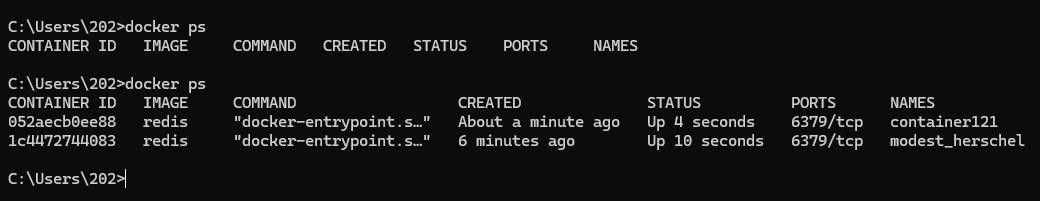 C:\Users\202>docker ps
CONTAINER ID   IMAGE     COMMAND   CREATED   STATUS    PORTS     NAMES
C:\Users\202>docker ps
CONTAINER ID   IMAGE     COMMAND                  CREATED              STATUS          PORTS      NAMES
052aecb0ee88   redis     "docker-entrypoint.s…"   About a minute ago   Up 4 seconds    6379/tcp   container121
1c4472744083   redis     "docker-entrypoint.s…"   6 minutes ago        Up 10 seconds   6379/tcp   modest_herschel
C:\Users\202>